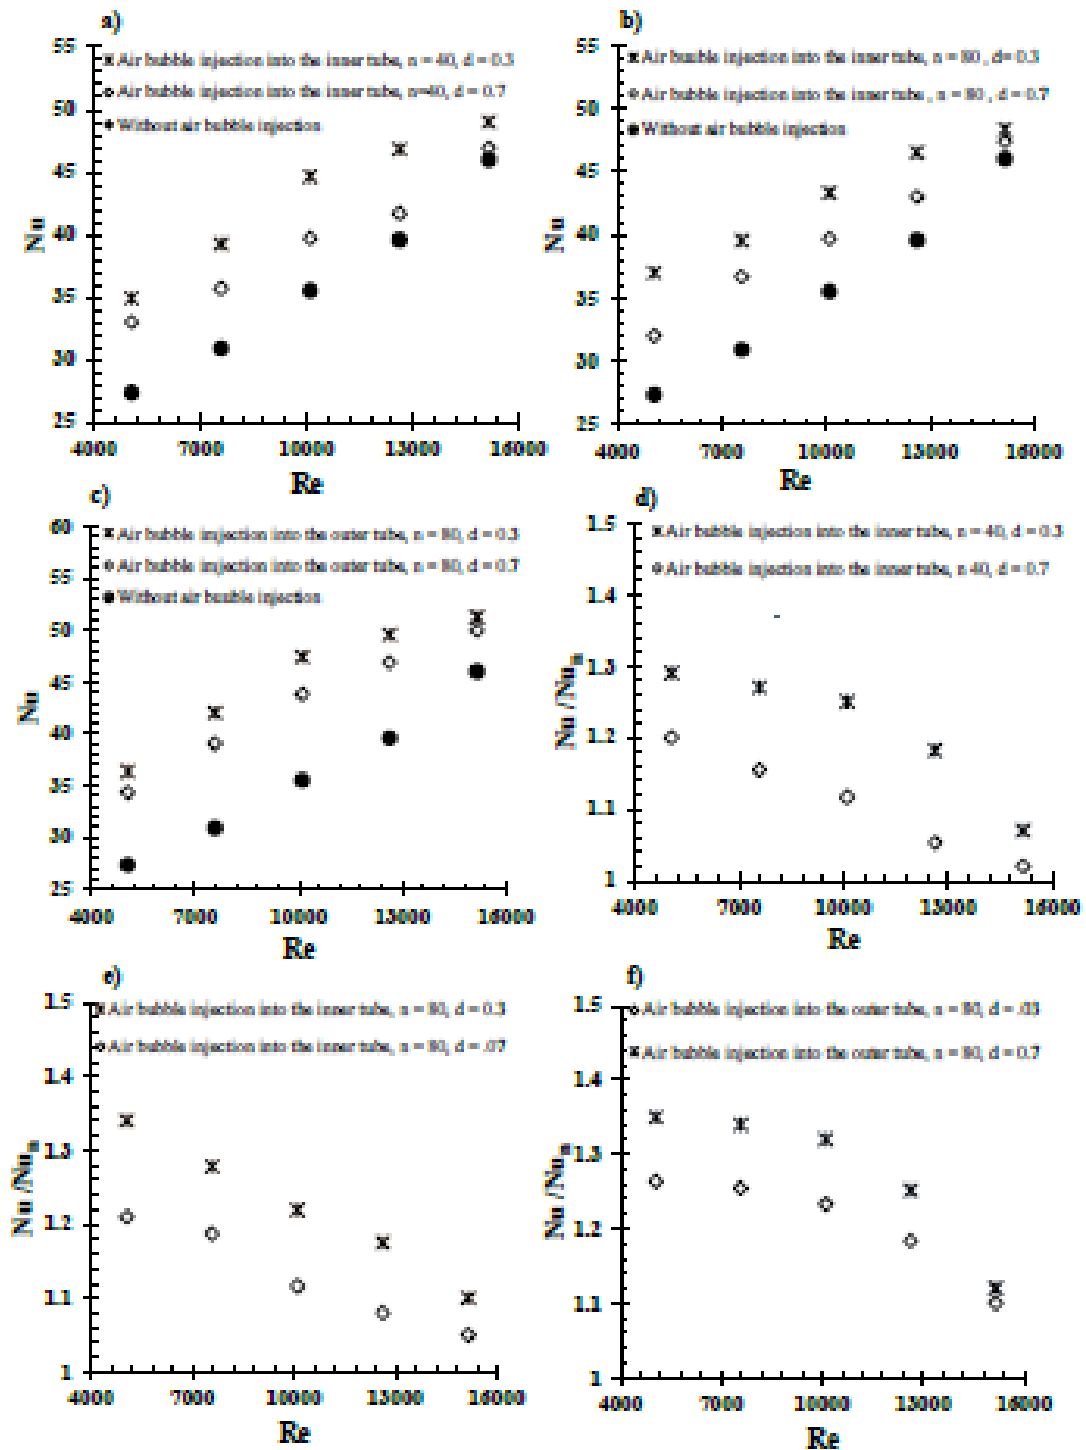 a)
55
50
45
40
35
30
25
Nu
✱ Air bubble injection into the inner tube, n = 40, d = 0.3
○ Air bubble injection into the inner tube, n=40, d = 0.7
● Without air bubble injection
4000 7000 10000 13000 16000
Re
b)
55
50
45
40
35
30
25
Nu
Air bubble injection into the inner tube, n = 80 , d= 0.3
Air bubble injection into the inner tube , n = 80 , d = 0.7
Without air bubble injection
4000 7000 10000 13000 16000
Re
c)
60
55
50
45
40
35
30
25
Nu
Air bubble injection into the outer tube, n = 80, d = 0.3
Air bubble injection into the outer tube, n = 80, d = 0.7
Without air buuble injection
4000 7000 10000 13000 16000
Re
d)
1.5
1.4
1.3
1.2
1.1
1
Nu /Nuₙ
Air bubble injection into the inner tube, n = 40, d = 0.3
Air bubble injection into the inner tube, n 40, d = 0.7
4000 7000 10000 13000 16000
Re
e)
1.5
1.4
1.3
1.2
1.1
1
Nu /Nuₙ
Air bubble injection into the inner tube, n = 80, d = 0.3
Air bubble injection into the inner tube, n = 80, d = .07
4000 7000 10000 13000 16000
Re
f)
1.5
1.4
1.3
1.2
1.1
1
Nu /Nuₙ
Air bubble injection into the outer tube, n = 80, d = .03
Air bubble injection into the outer tube, n = 80, d = 0.7
4000 7000 10000 13000 16000
Re